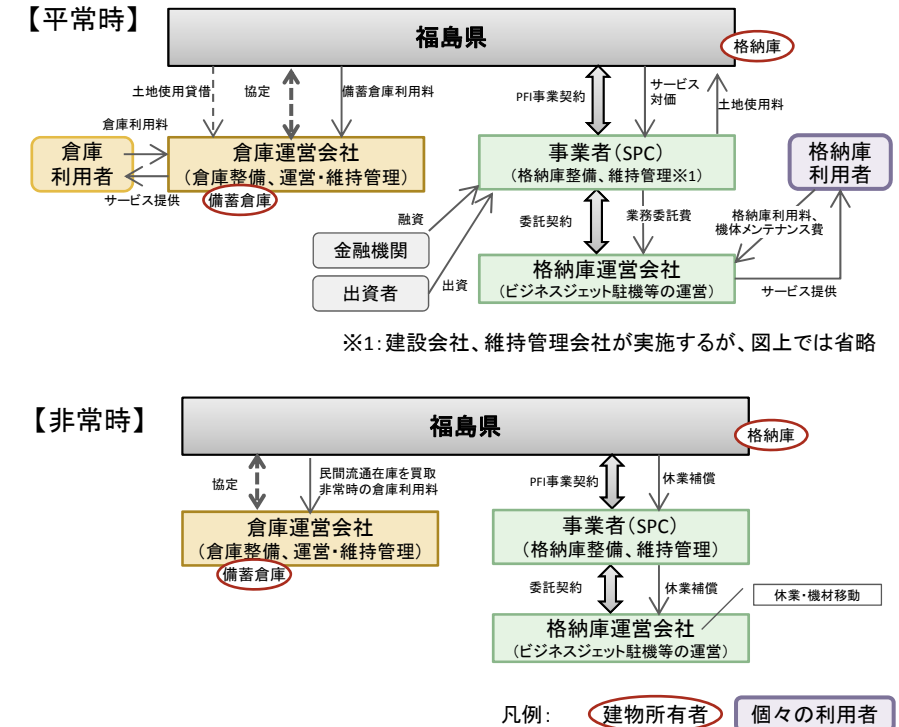 【平常時】
福島県
格納庫
土地使用貸借
協定
備蓄倉庫利用料
PFI事業契約
サービス
対価
土地使用料
倉庫利用料
倉庫
利用者
サービス提供
倉庫運営会社
(倉庫整備、運営・維持管理)
備蓄倉庫
事業者(SPC)
(格納庫整備、維持管理※1)
格納庫
利用者
融資
金融機関
出資者
出資
委託契約
業務委託費
格納庫利用料、
機体メンテナンス費
格納庫運営会社
(ビジネスジェット駐機等の運営)
サービス提供
※1:建設会社、維持管理会社が実施するが、図上では省略
【非常時】
福島県
格納庫
協定
民間流通在庫を買取
非常時の倉庫利用料
PFI事業契約
休業補償
倉庫運営会社
(倉庫整備、運営・維持管理)
備蓄倉庫
事業者(SPC)
(格納庫整備、維持管理)
委託契約
休業補償
休業・機材移動
格納庫運営会社
(ビジネスジェット駐機等の運営)
凡例:
建物所有者
個々の利用者